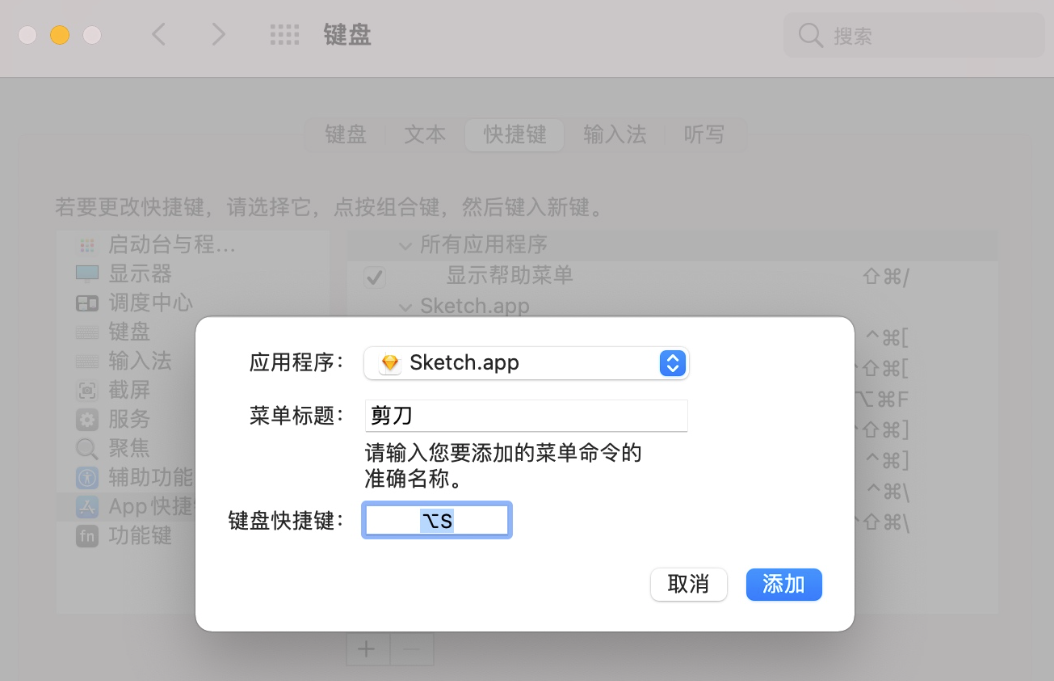 键盘
搜索
键盘 文本 快捷键 输入法 听写
若要更改快捷键，请选择它，点按组合键，然后键入新键。
启动台与程…
显示器
调度中心
键盘
输入法
截屏
服务
聚焦
辅助功能
App 快捷
fn 功能键
所有应用程序
显示帮助菜单 ⇧⌘/
Sketch.app
^⌘[
^⇧⌘[
⌥⌘F
^⇧⌘]
^⌘]
^⌘\
^⇧⌘\
应用程序： Sketch.app
菜单标题： 剪刀
请输入您要添加的菜单命令的
准确名称。
键盘快捷键： ⌥S
取消 添加